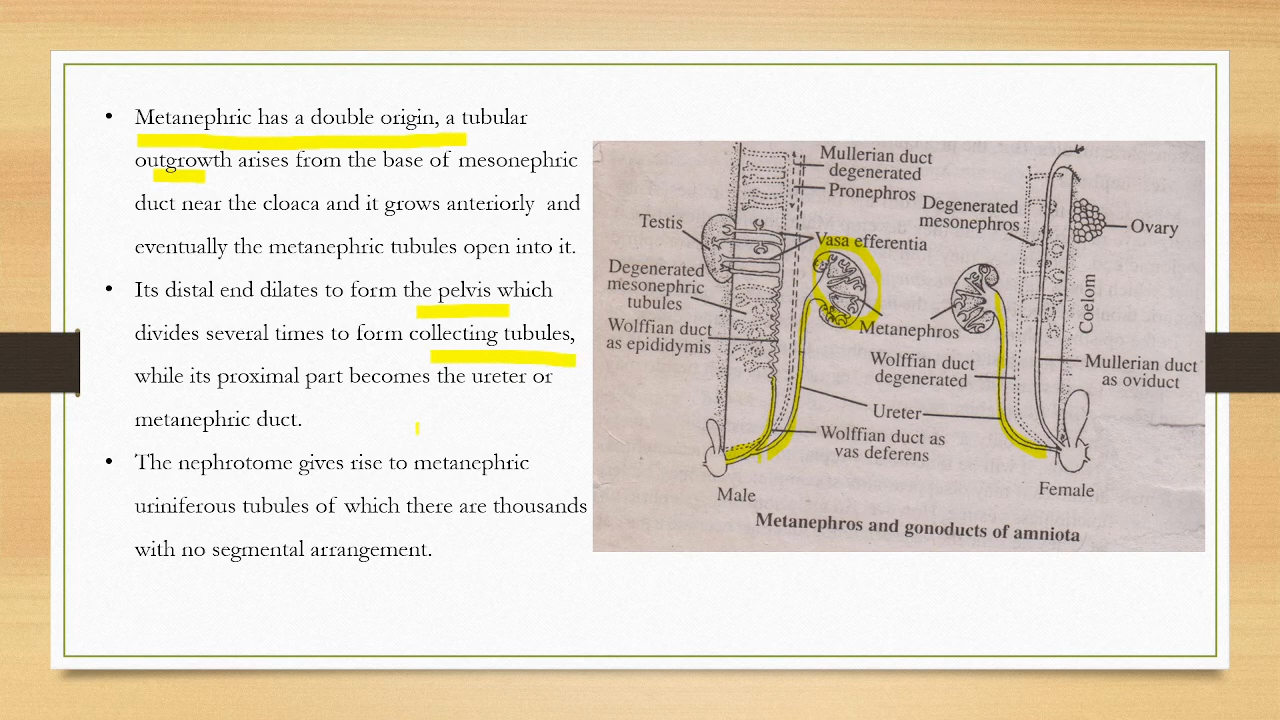 • Metanephric has a double origin, a tubular
outgrowth arises from the base of mesonephric
duct near the cloaca and it grows anteriorly and
eventually the metanephric tubules open into it.
• Its distal end dilates to form the pelvis which
divides several times to form collecting tubules,
while its proximal part becomes the ureter or
metanephric duct.
• The nephrotome gives rise to metanephric
uriniferous tubules of which there are thousands
with no segmental arrangement.
Mullerian duct
degenerated
Pronephros
Degenerated
mesonephros
Testis
Vasa efferentia
Ovary
Degenerated
mesonephric
tubules
Coelom
Wolffian duct
as epididymis
Metanephros
Wolffian duct
degenerated
Mullerian duct
as oviduct
Ureter
Wolffian duct as
vas deferens
Male
Female
Metanephros and gonoducts of amniota